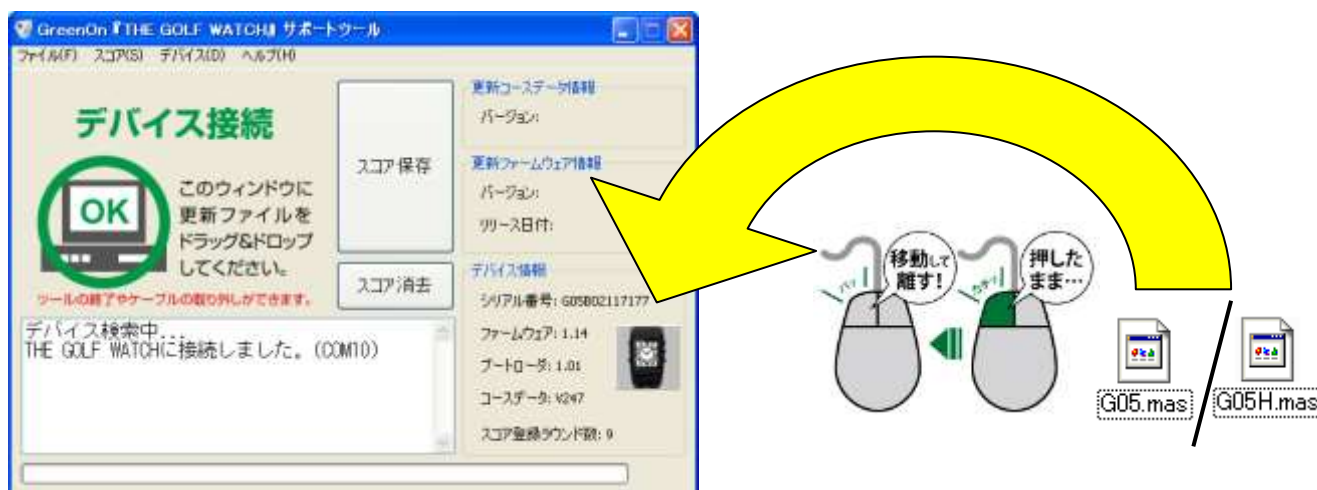 GreenOn『THE GOLF WATCH』サポートツール
ファイル(F) スコア(S) デバイス(D) ヘルプ(H)
デバイス接続
OK
このウィンドウに
更新ファイルを
ドラッグ&ドロップ
してください。
ツールの終了やケーブルの取り外しができます。
スコア保存
スコア消去
更新コースデータ情報
バージョン:
更新ファームウェア情報
バージョン:
リリース日付:
デバイス情報
シリアル番号: G05B02117177
ファームウェア: 1.14
ブートローダ: 1.01
コースデータ: V247
スコア登録ラウンド数: 9
デバイス検索中...
THE GOLF WATCHに接続しました。(COM10)
移動して
離す!
パッ
押した
まま…
カチッ
G05.mas
G05H.mas